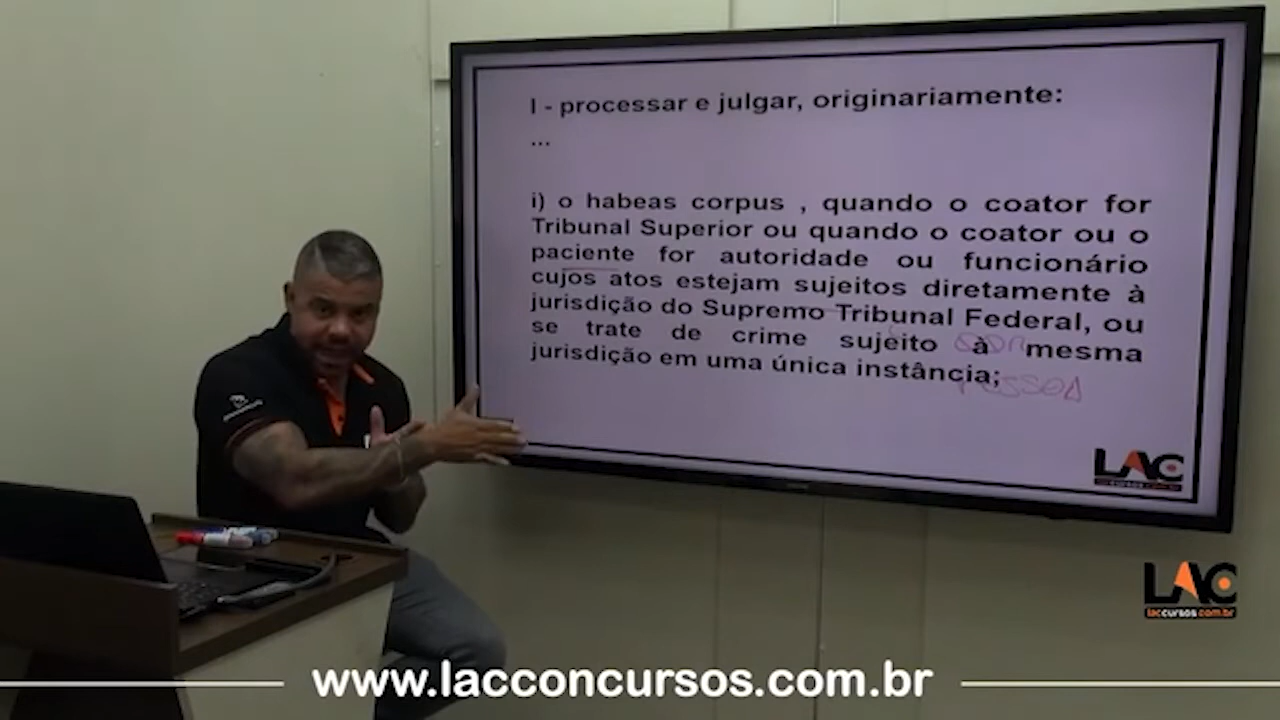 I - processar e julgar, originariamente:
...
i) o habeas corpus , quando o coator for
Tribunal Superior ou quando o coator ou o
paciente for autoridade ou funcionário
cujos atos estejam sujeitos diretamente à
jurisdição do Supremo Tribunal Federal, ou
se trate de crime sujeito à mesma
jurisdição em uma única instância;
PESSOA
LAC
LAC
laccursos.com.br
www.lacconcursos.com.br